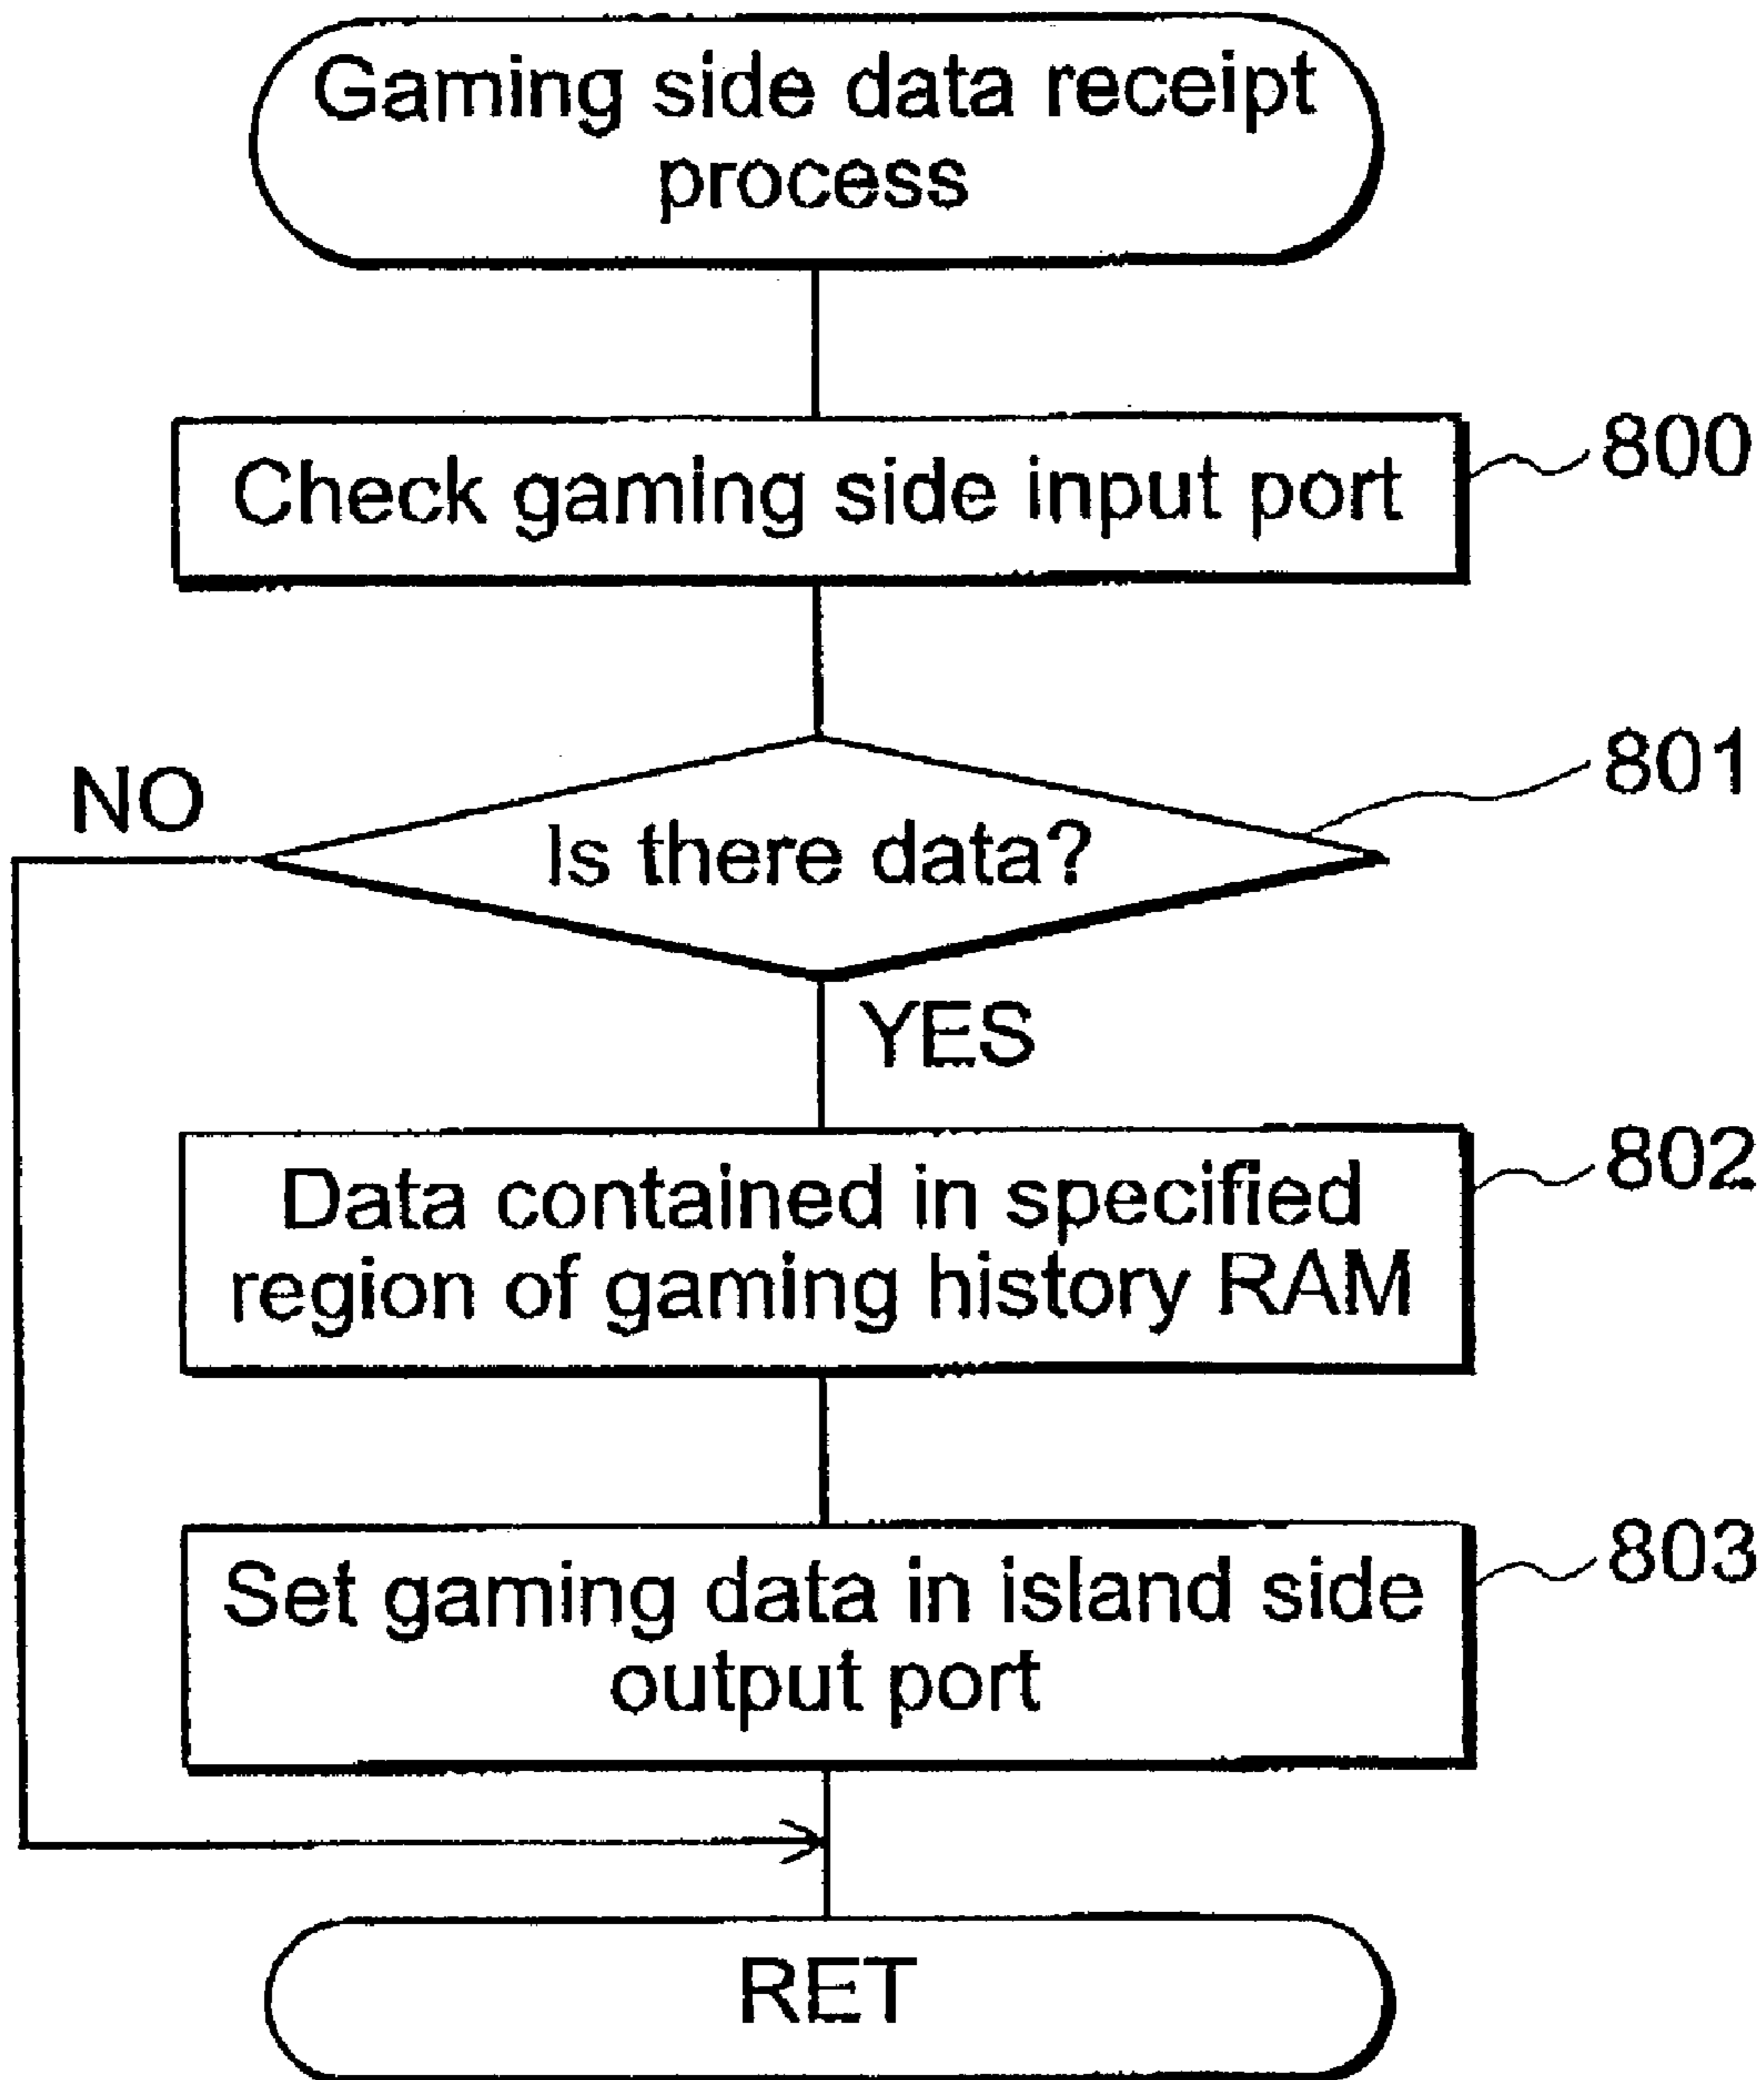 Gaming side data receipt
process
Check gaming side input port
800
801
NO
Is there data?
YES
Data contained in specified
region of gaming history RAM
802
Set gaming data in island side
output port
803
RET